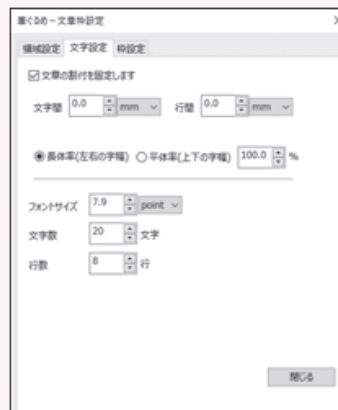 筆ぐるめ - 文章枠設定
領域設定 文字設定 枠設定
文章の割付を固定します
文字間 0.0 mm 行間 0.0 mm
長体率(左右の字幅) 平体率(上下の字幅) 100.0 %
フォントサイズ 7.9 point
文字数 20 文字
行数 8 行
閉じる